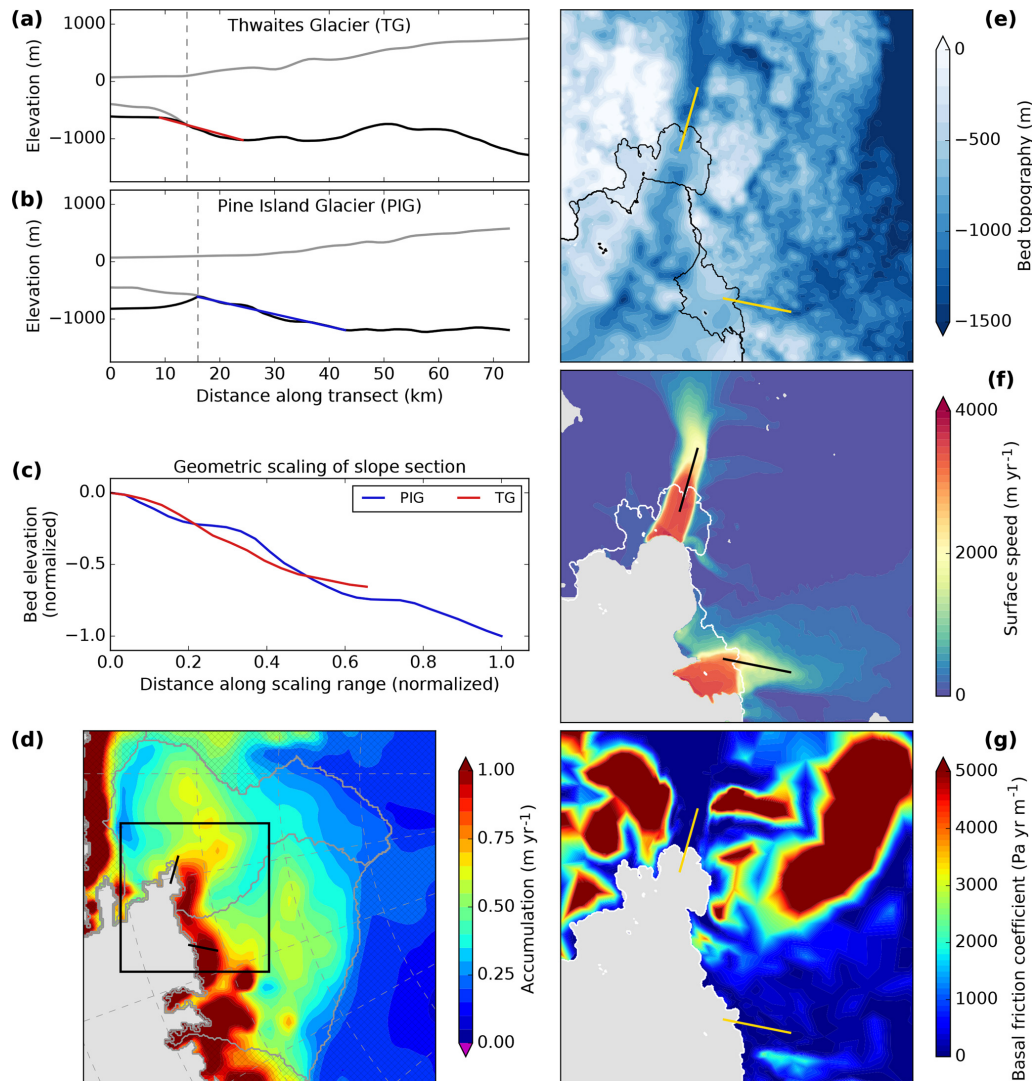 (a)
Thwaites Glacier (TG)
Elevation (m)
1000
0
−1000
(b)
Pine Island Glacier (PIG)
Elevation (m)
1000
0
−1000
0 10 20 30 40 50 60 70
Distance along transect (km)
(c)
Geometric scaling of slope section
PIG TG
Bed elevation
(normalized)
0.0
−0.5
−1.0
0.0 0.2 0.4 0.6 0.8 1.0
Distance along scaling range (normalized)
(d)
1.00
0.75
0.50
0.25
0.00
Accumulation (m yr-1)
(e)
0
−500
−1000
−1500
Bed topography (m)
(f)
4000
3000
2000
1000
0
Surface speed (m yr-1)
(g)
5000
4000
3000
2000
1000
0
Basal friction coefficient (Pa yr m-1)